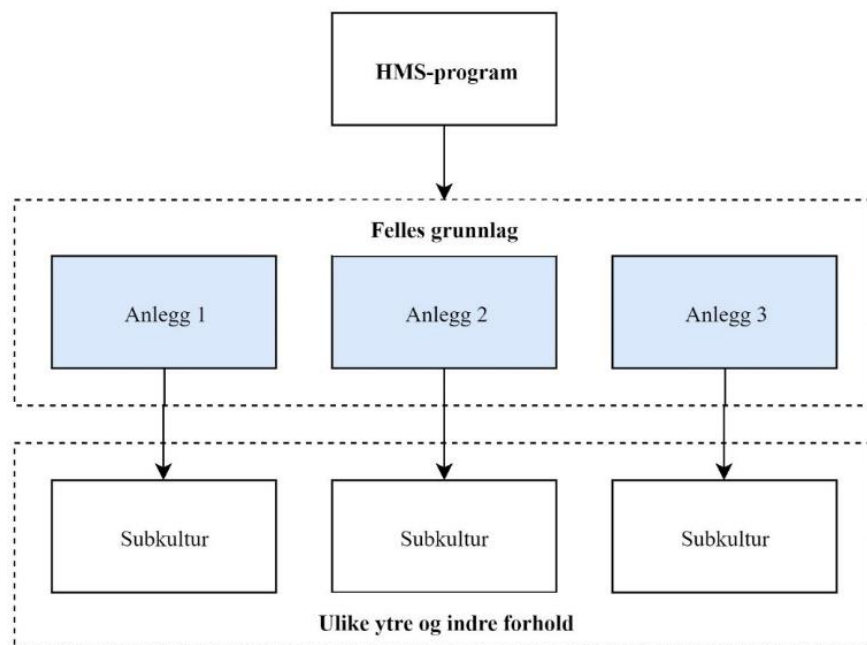 HMS-program
Felles grunnlag
Anlegg 1
Anlegg 2
Anlegg 3
Subkultur
Subkultur
Subkultur
Ulike ytre og indre forhold